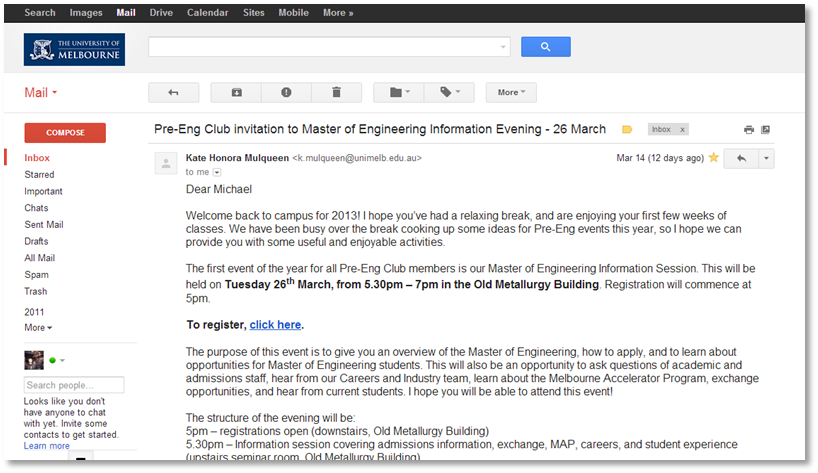 Search Images Mail Drive Calendar Sites Mobile More »
THE UNIVERSITY OF
MELBOURNE
Mail
More
COMPOSE
Pre-Eng Club invitation to Master of Engineering Information Evening - 26 March
Inbox x
Inbox
Starred
Important
Chats
Sent Mail
Drafts
All Mail
Spam
Trash
2011
More
Search people...
Looks like you don't
have anyone to chat
with yet. Invite some
contacts to get started.
Learn more
Kate Honora Mulqueen <k.mulqueen@unimelb.edu.au>
Mar 14 (12 days ago)
to me
Dear Michael
Welcome back to campus for 2013! I hope you've had a relaxing break, and are enjoying your first few weeks of
classes. We have been busy over the break cooking up some ideas for Pre-Eng events this year, so I hope we can
provide you with some useful and enjoyable activities.
The first event of the year for all Pre-Eng Club members is our Master of Engineering Information Session. This will be
held on Tuesday 26th March, from 5.30pm – 7pm in the Old Metallurgy Building. Registration will commence at
5pm.
To register, click here.
The purpose of this event is to give you an overview of the Master of Engineering, how to apply, and to learn about
opportunities for Master of Engineering students. This will also be an opportunity to ask questions of academic and
admissions staff, hear from our Careers and Industry team, learn about the Melbourne Accelerator Program, exchange
opportunities, and hear from current students. I hope you will be able to attend this event!
The structure of the evening will be:
5pm – registrations open (downstairs, Old Metallurgy Building)
5.30pm – Information session covering admissions information, exchange, MAP, careers, and student experience
(upstairs seminar room, Old Metallurgy Building)